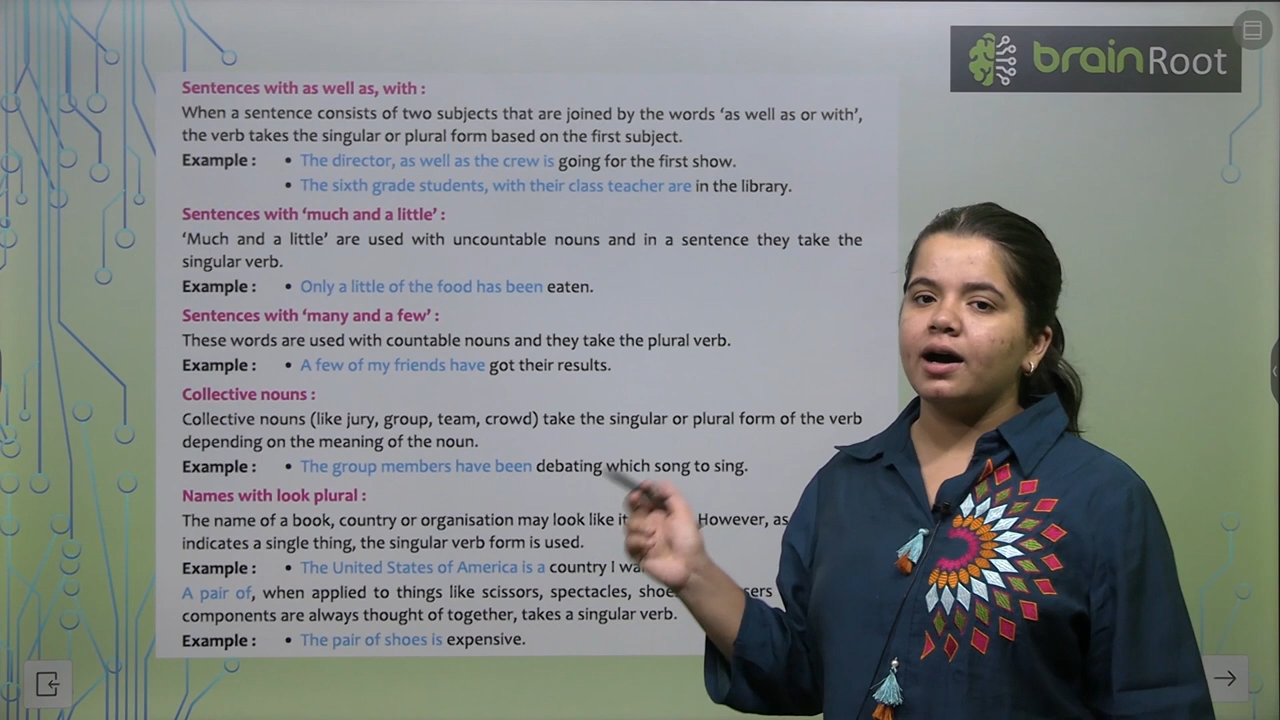 brainRoot
Sentences with as well as, with :
When a sentence consists of two subjects that are joined by the words ‘as well as or with’,
the verb takes the singular or plural form based on the first subject.
Example : • The director, as well as the crew is going for the first show.
• The sixth grade students, with their class teacher are in the library.
Sentences with ‘much and a little’ :
‘Much and a little’ are used with uncountable nouns and in a sentence they take the
singular verb.
Example : • Only a little of the food has been eaten.
Sentences with ‘many and a few’ :
These words are used with countable nouns and they take the plural verb.
Example : • A few of my friends have got their results.
Collective nouns :
Collective nouns (like jury, group, team, crowd) take the singular or plural form of the verb
depending on the meaning of the noun.
Example : • The group members have been debating which song to sing.
Names with look plural :
The name of a book, country or organisation may look like However, as
indicates a single thing, the singular verb form is used.
Example : • The United States of America is a country I
A pair of, when applied to things like scissors, spectacles,
components are always thought of together, takes a singular verb.
Example : • The pair of shoes is expensive.